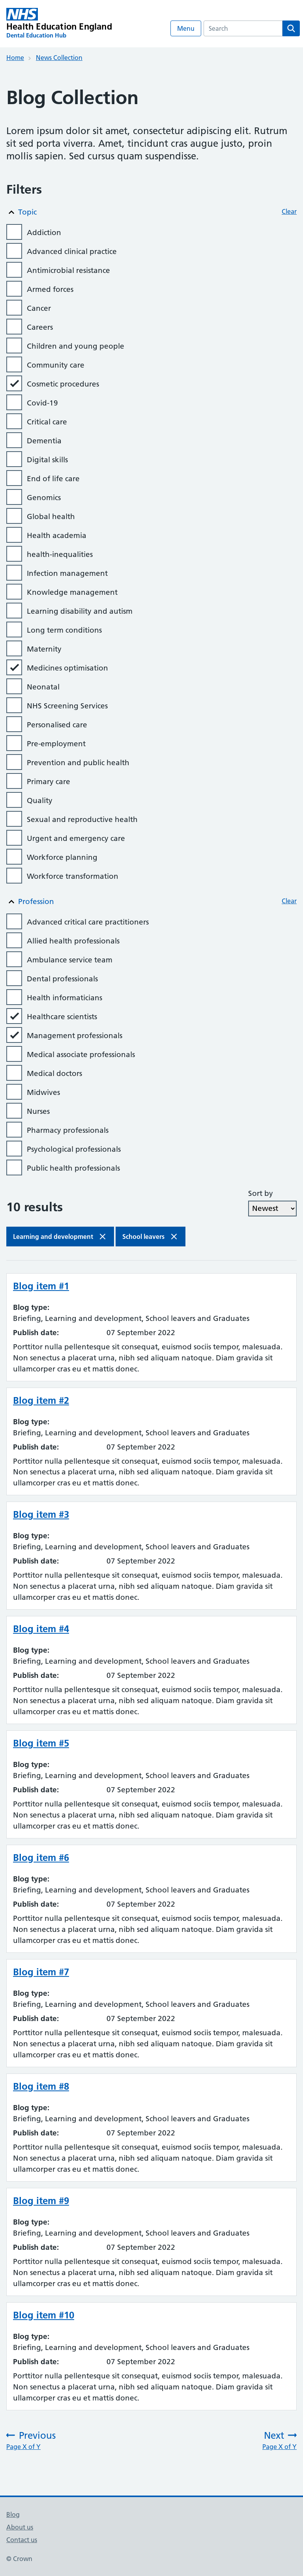 NHS
Health Education England
Dental Education Hub
Menu
Search
Home
News Collection
Blog Collection
Lorem ipsum dolor sit amet, consectetur adipiscing elit. Rutrum
sit sed porta viverra. Amet, tincidunt cras augue justo, proin
mollis sapien. Sed cursus quam suspendisse.
Filters
Topic
Clear
Addiction
Advanced clinical practice
Antimicrobial resistance
Armed forces
Cancer
Careers
Children and young people
Community care
Cosmetic procedures
Covid-19
Critical care
Dementia
Digital skills
End of life care
Genomics
Global health
Health academia
health-inequalities
Infection management
Knowledge management
Learning disability and autism
Long term conditions
Maternity
Medicines optimisation
Neonatal
NHS Screening Services
Personalised care
Pre-employment
Prevention and public health
Primary care
Quality
Sexual and reproductive health
Urgent and emergency care
Workforce planning
Workforce transformation
Profession
Clear
Advanced critical care practitioners
Allied health professionals
Ambulance service team
Dental professionals
Health informaticians
Healthcare scientists
Management professionals
Medical associate professionals
Medical doctors
Midwives
Nurses
Pharmacy professionals
Psychological professionals
Public health professionals
10 results
Sort by
Newest
Learning and development
School leavers
Blog item #1
Blog type:
Briefing, Learning and development, School leavers and Graduates
Publish date: 07 September 2022
Porttitor nulla pellentesque sit consequat, euismod sociis tempor, malesuada.
Non senectus a placerat urna, nibh sed aliquam natoque. Diam gravida sit
ullamcorper cras eu et mattis donec.
Blog item #2
Blog type:
Briefing, Learning and development, School leavers and Graduates
Publish date: 07 September 2022
Porttitor nulla pellentesque sit consequat, euismod sociis tempor, malesuada.
Non senectus a placerat urna, nibh sed aliquam natoque. Diam gravida sit
ullamcorper cras eu et mattis donec.
Blog item #3
Blog type:
Briefing, Learning and development, School leavers and Graduates
Publish date: 07 September 2022
Porttitor nulla pellentesque sit consequat, euismod sociis tempor, malesuada.
Non senectus a placerat urna, nibh sed aliquam natoque. Diam gravida sit
ullamcorper cras eu et mattis donec.
Blog item #4
Blog type:
Briefing, Learning and development, School leavers and Graduates
Publish date: 07 September 2022
Porttitor nulla pellentesque sit consequat, euismod sociis tempor, malesuada.
Non senectus a placerat urna, nibh sed aliquam natoque. Diam gravida sit
ullamcorper cras eu et mattis donec.
Blog item #5
Blog type:
Briefing, Learning and development, School leavers and Graduates
Publish date: 07 September 2022
Porttitor nulla pellentesque sit consequat, euismod sociis tempor, malesuada.
Non senectus a placerat urna, nibh sed aliquam natoque. Diam gravida sit
ullamcorper cras eu et mattis donec.
Blog item #6
Blog type:
Briefing, Learning and development, School leavers and Graduates
Publish date: 07 September 2022
Porttitor nulla pellentesque sit consequat, euismod sociis tempor, malesuada.
Non senectus a placerat urna, nibh sed aliquam natoque. Diam gravida sit
ullamcorper cras eu et mattis donec.
Blog item #7
Blog type:
Briefing, Learning and development, School leavers and Graduates
Publish date: 07 September 2022
Porttitor nulla pellentesque sit consequat, euismod sociis tempor, malesuada.
Non senectus a placerat urna, nibh sed aliquam natoque. Diam gravida sit
ullamcorper cras eu et mattis donec.
Blog item #8
Blog type:
Briefing, Learning and development, School leavers and Graduates
Publish date: 07 September 2022
Porttitor nulla pellentesque sit consequat, euismod sociis tempor, malesuada.
Non senectus a placerat urna, nibh sed aliquam natoque. Diam gravida sit
ullamcorper cras eu et mattis donec.
Blog item #9
Blog type:
Briefing, Learning and development, School leavers and Graduates
Publish date: 07 September 2022
Porttitor nulla pellentesque sit consequat, euismod sociis tempor, malesuada.
Non senectus a placerat urna, nibh sed aliquam natoque. Diam gravida sit
ullamcorper cras eu et mattis donec.
Blog item #10
Blog type:
Briefing, Learning and development, School leavers and Graduates
Publish date: 07 September 2022
Porttitor nulla pellentesque sit consequat, euismod sociis tempor, malesuada.
Non senectus a placerat urna, nibh sed aliquam natoque. Diam gravida sit
ullamcorper cras eu et mattis donec.
Previous
Page X of Y
Next
Page X of Y
Blog
About us
Contact us
© Crown